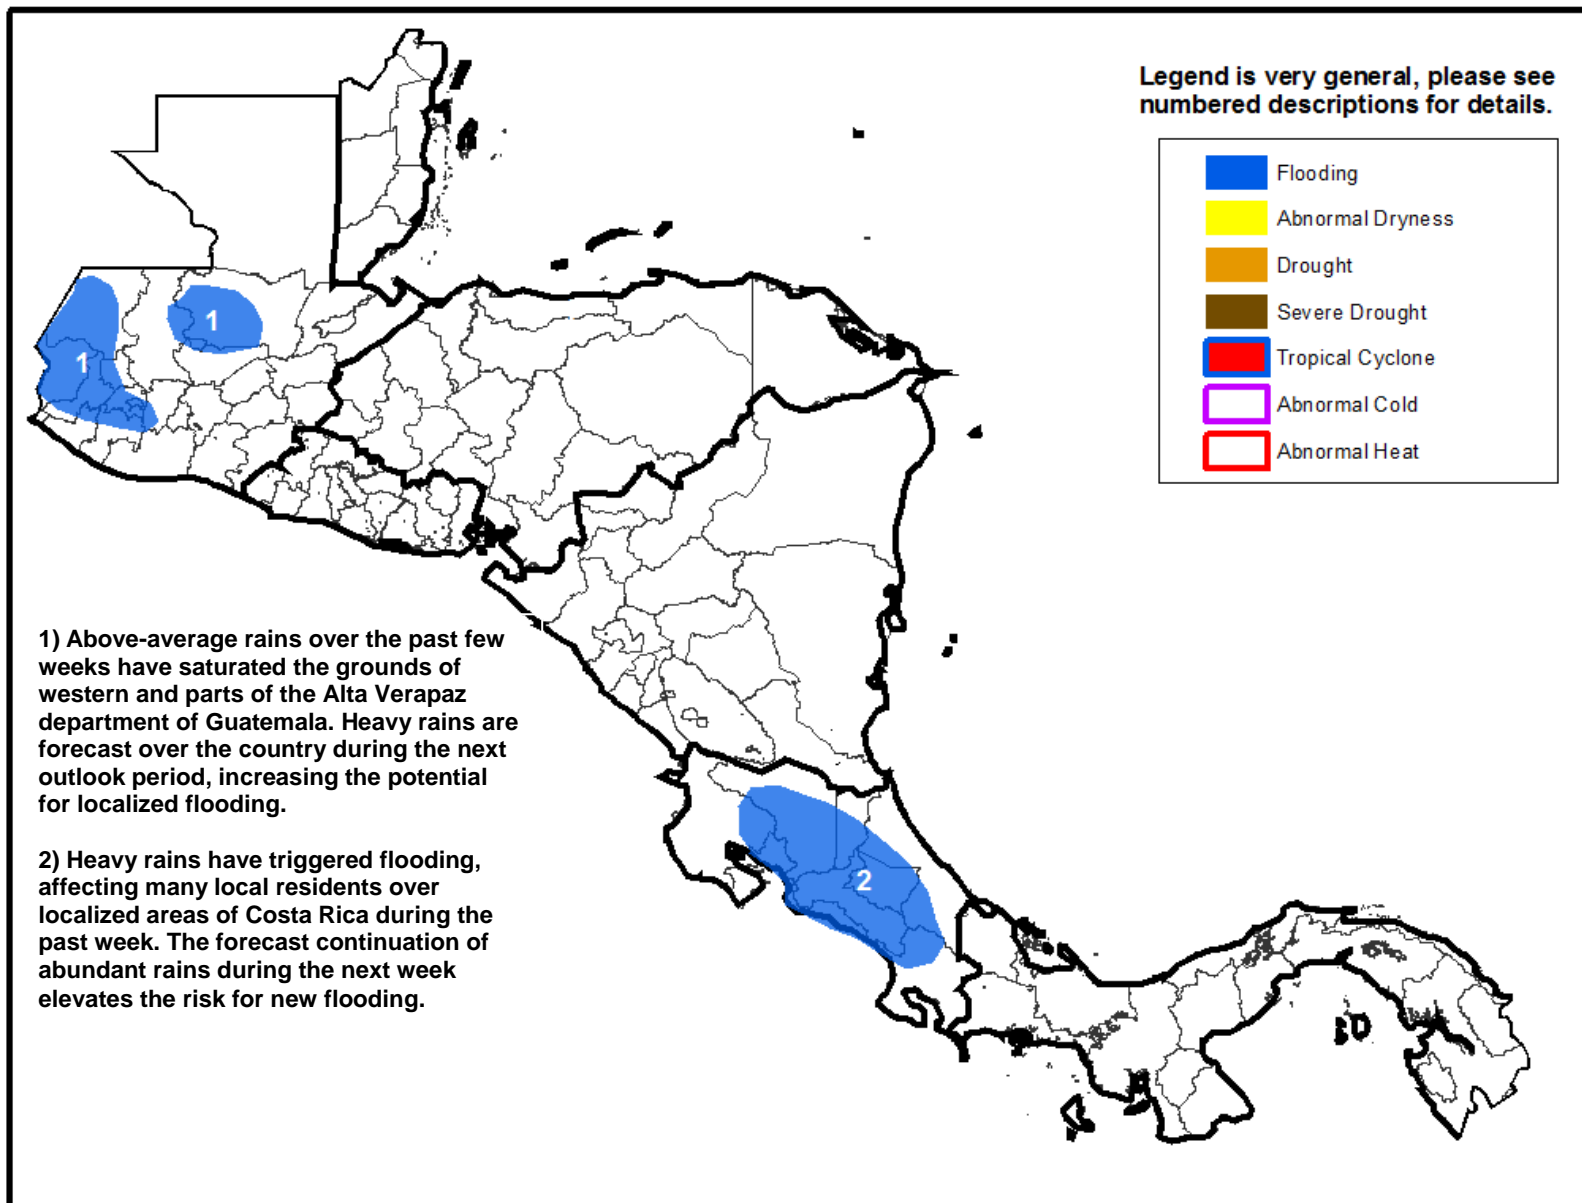 Legend is very general, please see
numbered descriptions for details.
Flooding
Abnormal Dryness
Drought
Severe Drought
Tropical Cyclone
Abnormal Cold
Abnormal Heat
1
1
2
1) Above-average rains over the past few
weeks have saturated the grounds of
western and parts of the Alta Verapaz
department of Guatemala. Heavy rains are
forecast over the country during the next
outlook period, increasing the potential
for localized flooding.
2) Heavy rains have triggered flooding,
affecting many local residents over
localized areas of Costa Rica during the
past week. The forecast continuation of
abundant rains during the next week
elevates the risk for new flooding.